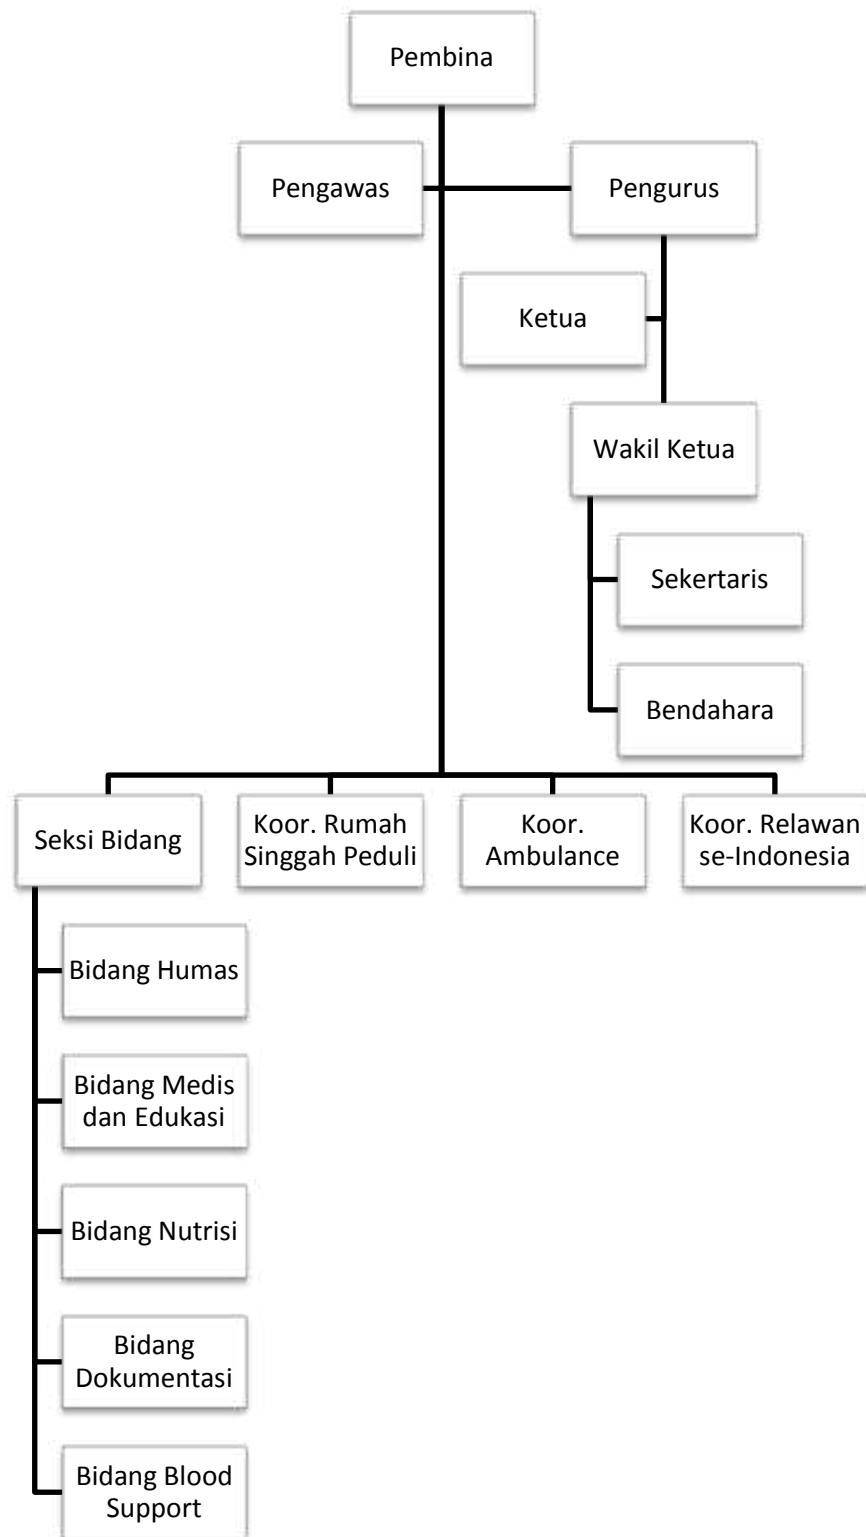 Pembina
Pengawas
Pengurus
Ketua
Wakil Ketua
Sekertaris
Bendahara
Seksi Bidang
Koor. Rumah
Singgah Peduli
Koor.
Ambulance
Koor. Relawan
se-Indonesia
Bidang Humas
Bidang Medis
dan Edukasi
Bidang Nutrisi
Bidang
Dokumentasi
Bidang Blood
Support